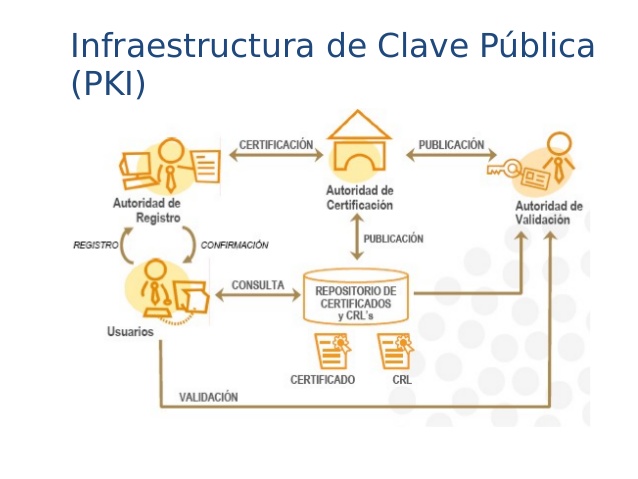 Infraestructura de Clave Pública
(PKI)
CERTIFICACIÓN
PUBLICACIÓN
Autoridad de
Registro
Autoridad de
Certificación
Autoridad de
Validación
REGISTRO
CONFIRMACIÓN
PUBLICACIÓN
CONSULTA
REPOSITORIO DE
CERTIFICADOS
y CRL's
Usuarios
CERTIFICADO
CRL
VALIDACIÓN